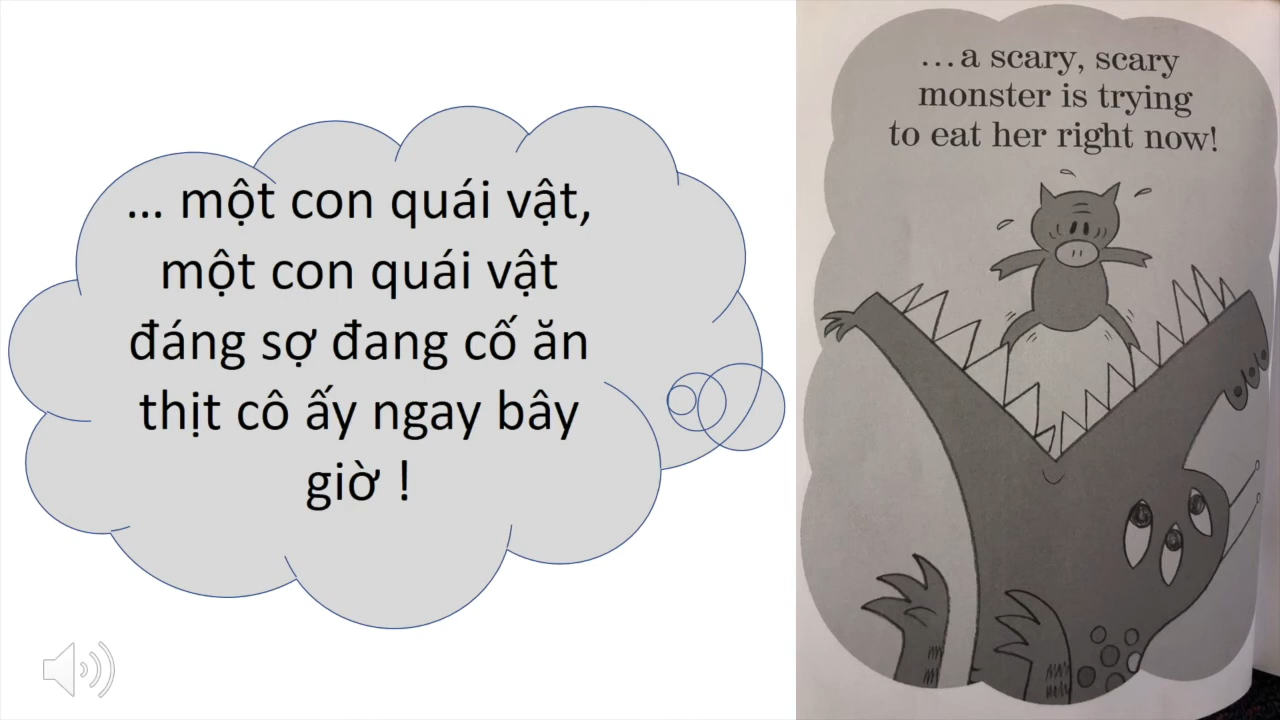 ... một con quái vật,
một con quái vật
đáng sợ đang cố ăn
thịt cô ấy ngay bây
giờ !
...a scary, scary
monster is trying
to eat her right now!